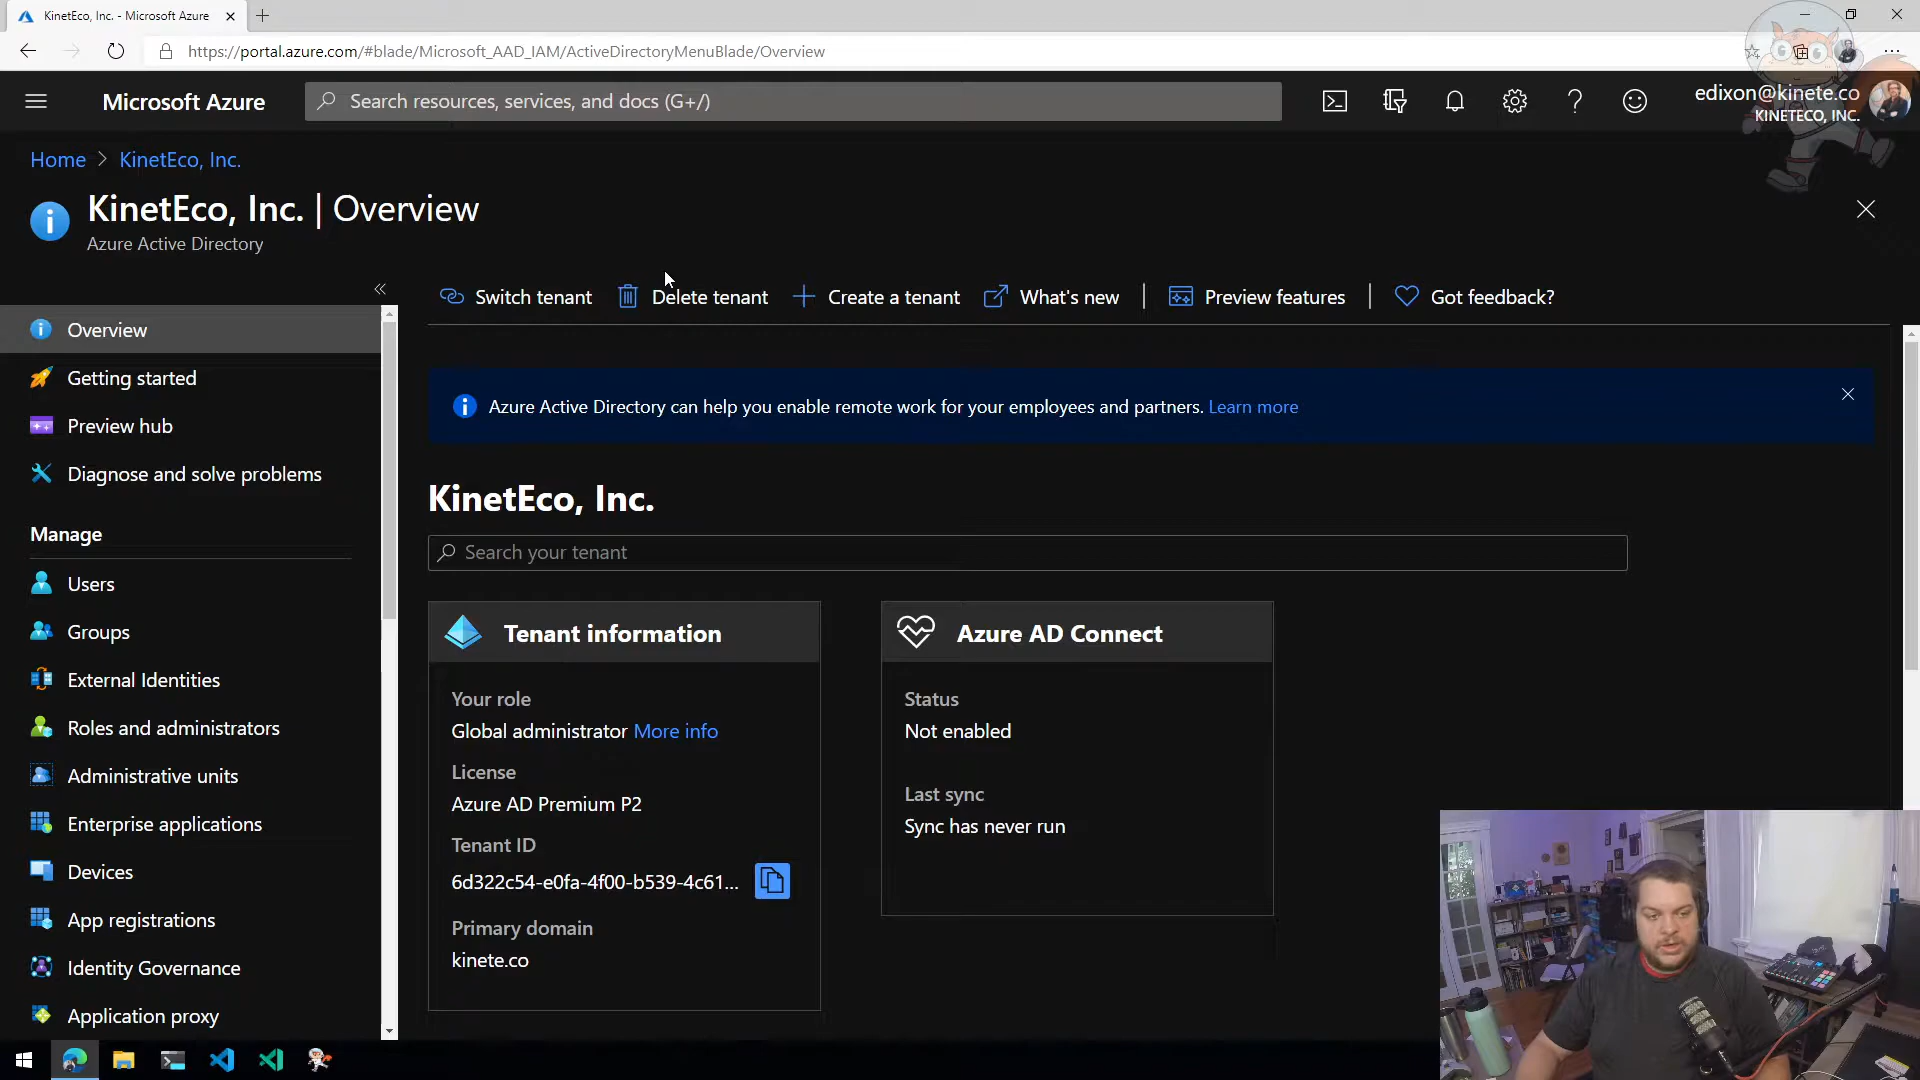 KinetEco, Inc. - Microsoft Azure
https://portal.azure.com/#blade/Microsoft_AAD_IAM/ActiveDirectoryMenuBlade/Overview
Microsoft Azure
Search resources, services, and docs (G+/)
edixon@kinete.co
KINETECO, INC.
Home > KinetEco, Inc.
KinetEco, Inc. | Overview
Azure Active Directory
Switch tenant
Delete tenant
Create a tenant
What's new
Preview features
Got feedback?
Overview
Getting started
Preview hub
Diagnose and solve problems
Manage
Users
Groups
External Identities
Roles and administrators
Administrative units
Enterprise applications
Devices
App registrations
Identity Governance
Application proxy
Azure Active Directory can help you enable remote work for your employees and partners. Learn more
KinetEco, Inc.
Search your tenant
Tenant information
Your role
Global administrator More info
License
Azure AD Premium P2
Tenant ID
6d322c54-e0fa-4f00-b539-4c61...
Primary domain
kinete.co
Azure AD Connect
Status
Not enabled
Last sync
Sync has never run